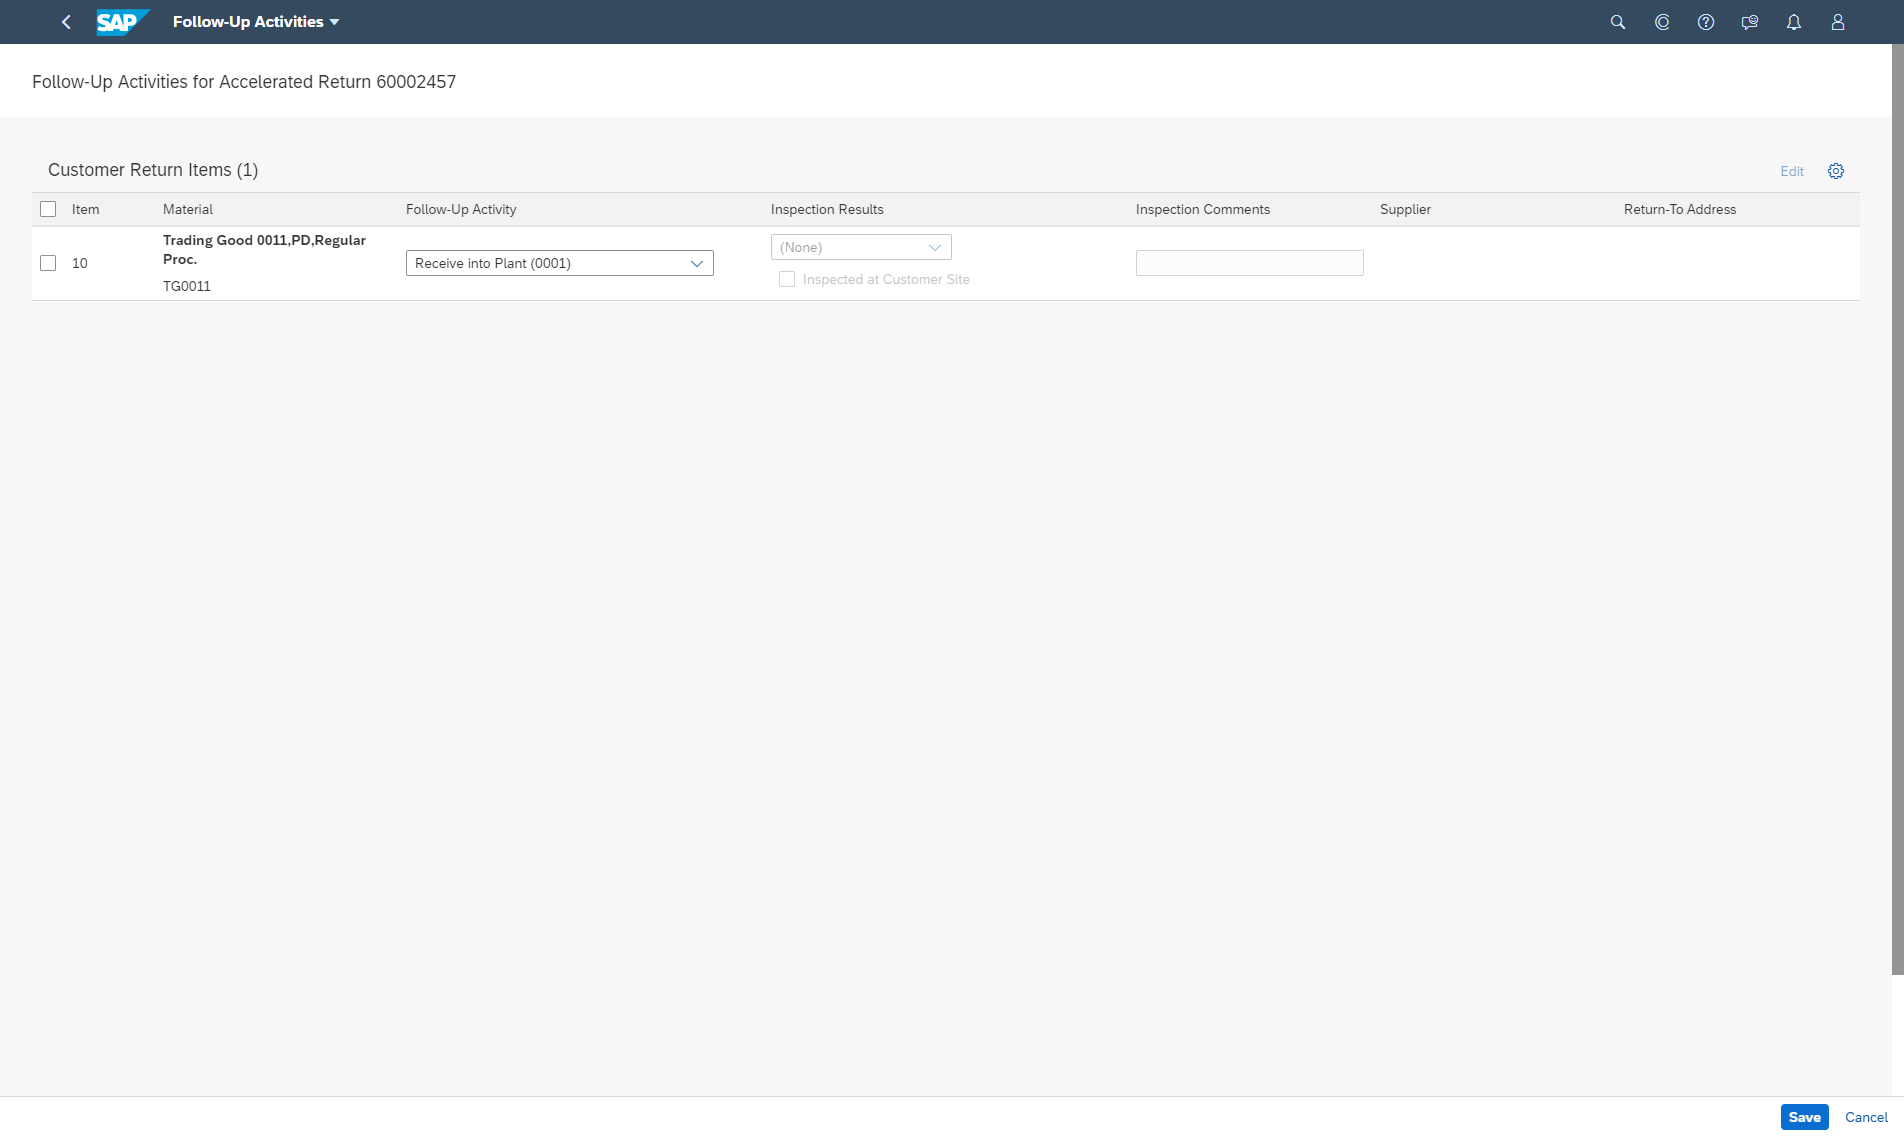 SAP Follow-Up Activities
Follow-Up Activities for Accelerated Return 60002457
Customer Return Items (1)
Edit
Item Material Follow-Up Activity Inspection Results Inspection Comments Supplier Return-To Address
10
Trading Good 0011,PD,Regular
Proc.
TG0011
Receive into Plant (0001)
(None)
Inspected at Customer Site
Save Cancel